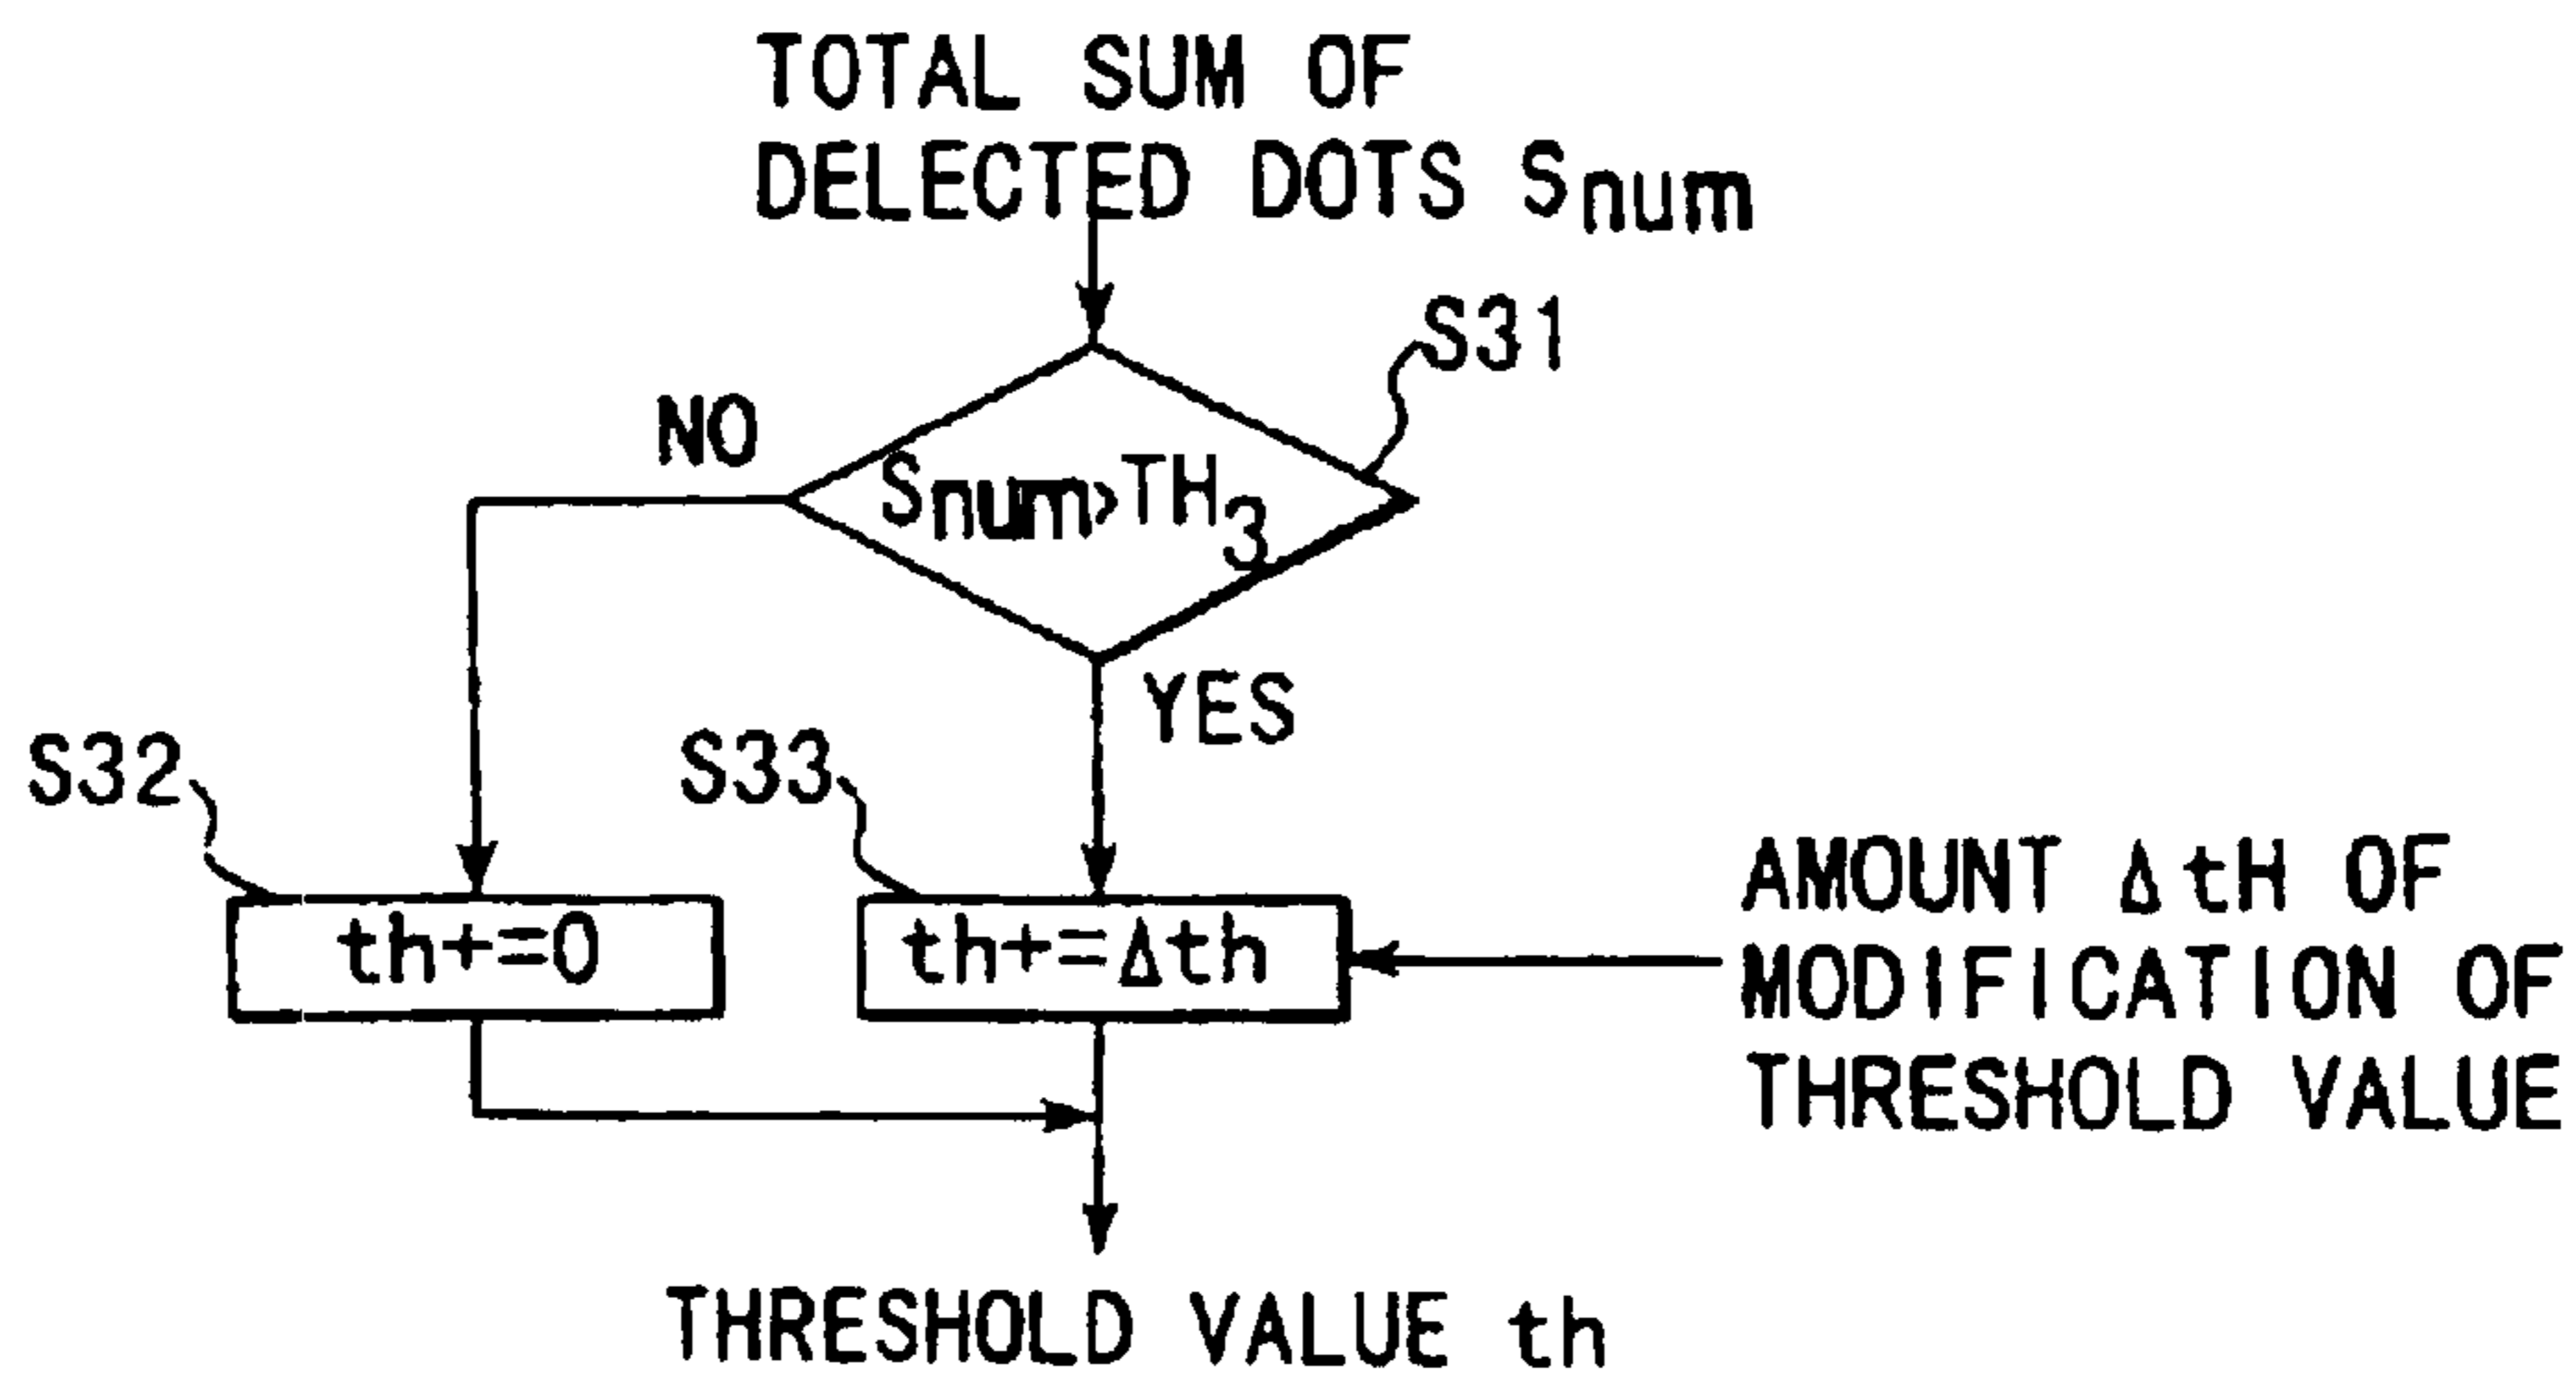 TOTAL SUM OF
DELECTED DOTS Snum
S31
NO
Snum>TH3
YES
S32
S33
th+=0
th+=Δth
AMOUNT ΔtH OF
MODIFICATION OF
THRESHOLD VALUE
THRESHOLD VALUE th